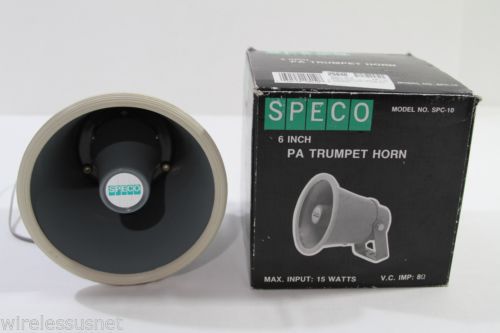 SPECO
SPECO
MODEL NO. SPC-10
6 INCH
PA TRUMPET HORN
MAX. INPUT: 15 WATTS
V.C. IMP: 8Ω
© wirelessusnet